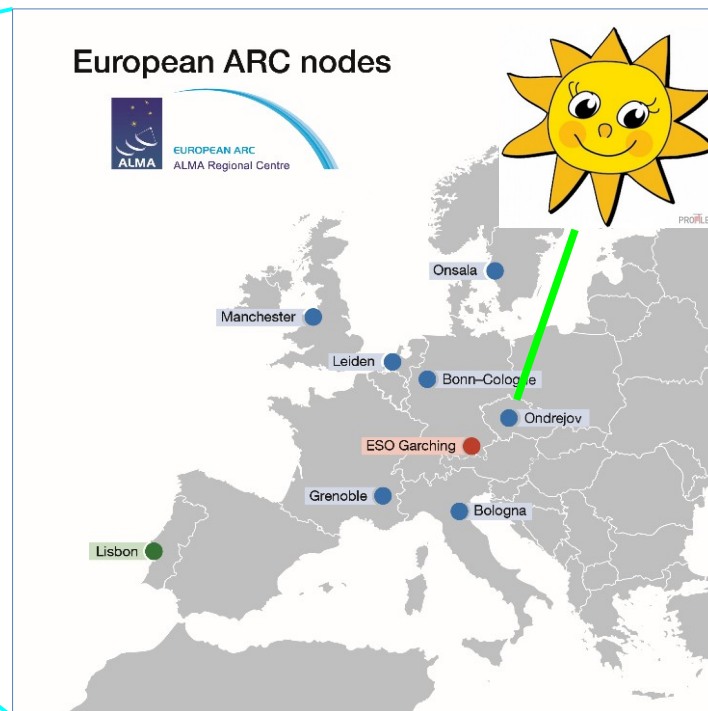 European ARC nodes
ALMA
EUROPEAN ARC
ALMA Regional Centre
PROFILE
Onsala
Manchester
Leiden
Bonn–Cologne
Ondrejov
ESO Garching
Grenoble
Bologna
Lisbon